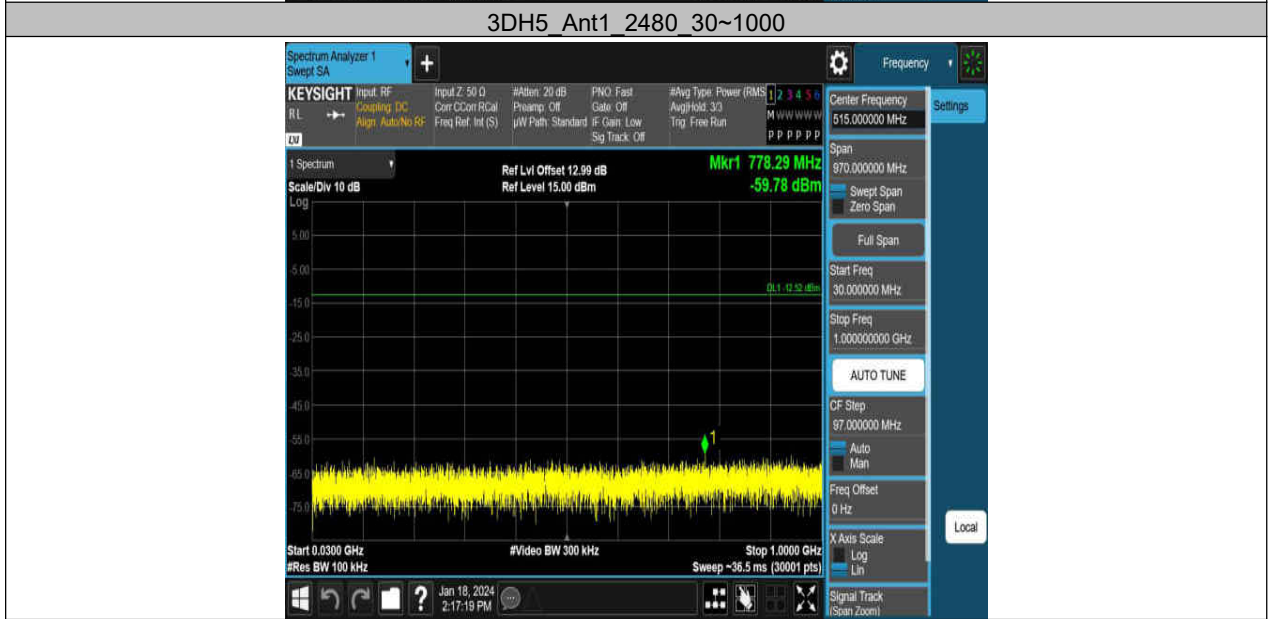 3DH5_Ant1_2480_30~1000
Spectrum Analyzer 1
Swept SA
+
Frequency
KEYSIGHT
RL
LXI
Input: RF
Coupling: DC
Align: Auto/No RF
Input Z: 50 Ω
Corr CCorr RCal
Freq Ref: Int (S)
#Atten: 20 dB
Preamp: Off
µW Path: Standard
PNO: Fast
Gate: Off
IF Gain: Low
Sig Track: Off
#Avg Type: Power (RMS
Avg|Hold: 3/3
Trig: Free Run
1 2 3 4 5 6
M W W W W W
P P P P P P
Center Frequency
515.000000 MHz
Settings
1 Spectrum
Scale/Div 10 dB
Ref Lvl Offset 12.99 dB
Ref Level 15.00 dBm
Mkr1 778.29 MHz
-59.78 dBm
Span
970.000000 MHz
Swept Span
Zero Span
Full Span
Start Freq
30.000000 MHz
Stop Freq
1.000000000 GHz
AUTO TUNE
CF Step
97.000000 MHz
Auto
Man
Freq Offset
0 Hz
X Axis Scale
Log
Lin
Signal Track
(Span Zoom)
Local
Log
5.00
-5.00
-15.0
-25.0
-35.0
-45.0
-55.0
-65.0
-75.0
DL1 -12.52 dBm
1
Start 0.0300 GHz
#Res BW 100 kHz
#Video BW 300 kHz
Stop 1.0000 GHz
Sweep ~36.5 ms (30001 pts)
?
Jan 18, 2024
2:17:19 PM